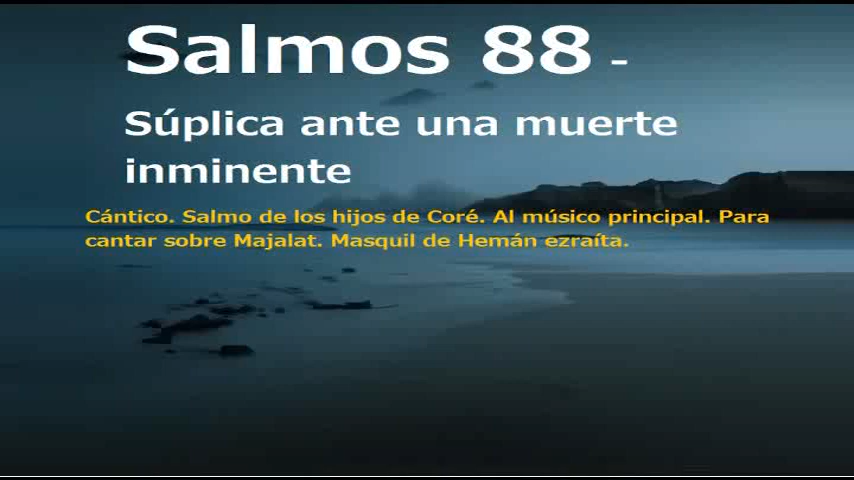 Salmos 88 -
Súplica ante una muerte
inminente
Cántico. Salmo de los hijos de Coré. Al músico principal. Para
cantar sobre Majalat. Masquil de Hemán ezraíta.